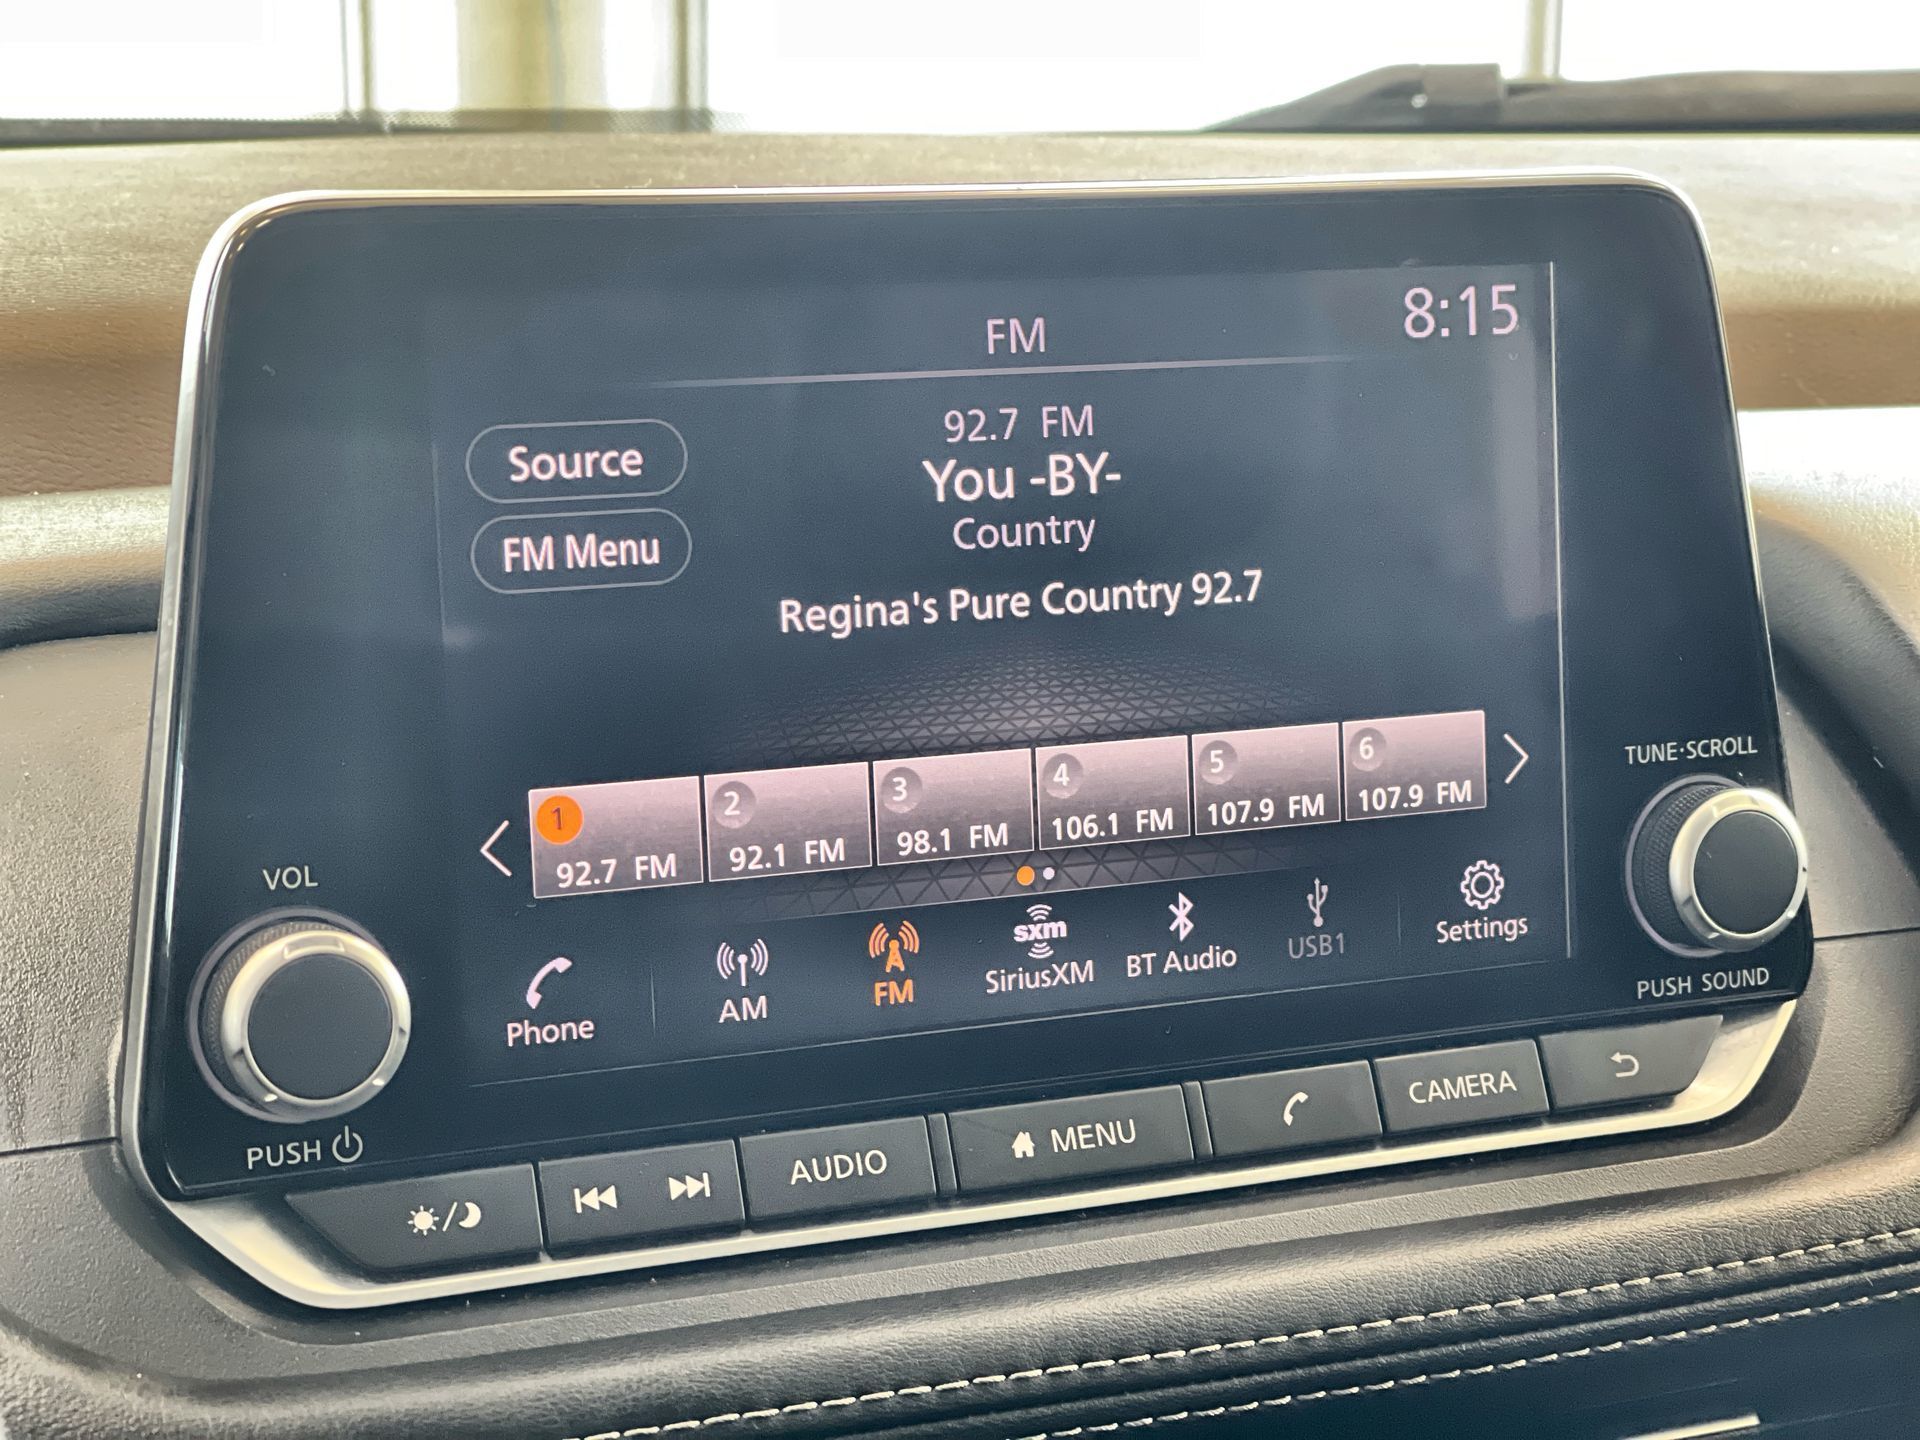 FM
8:15
Source
FM Menu
92.7 FM
You -BY-
Country
Regina's Pure Country 92.7
1
92.7 FM
2
92.1 FM
3
98.1 FM
4
106.1 FM
5
107.9 FM
6
107.9 FM
Phone
AM
FM
sxm
SiriusXM
BT Audio
USB1
Settings
VOL
PUSH
TUNE·SCROLL
PUSH SOUND
AUDIO
MENU
CAMERA